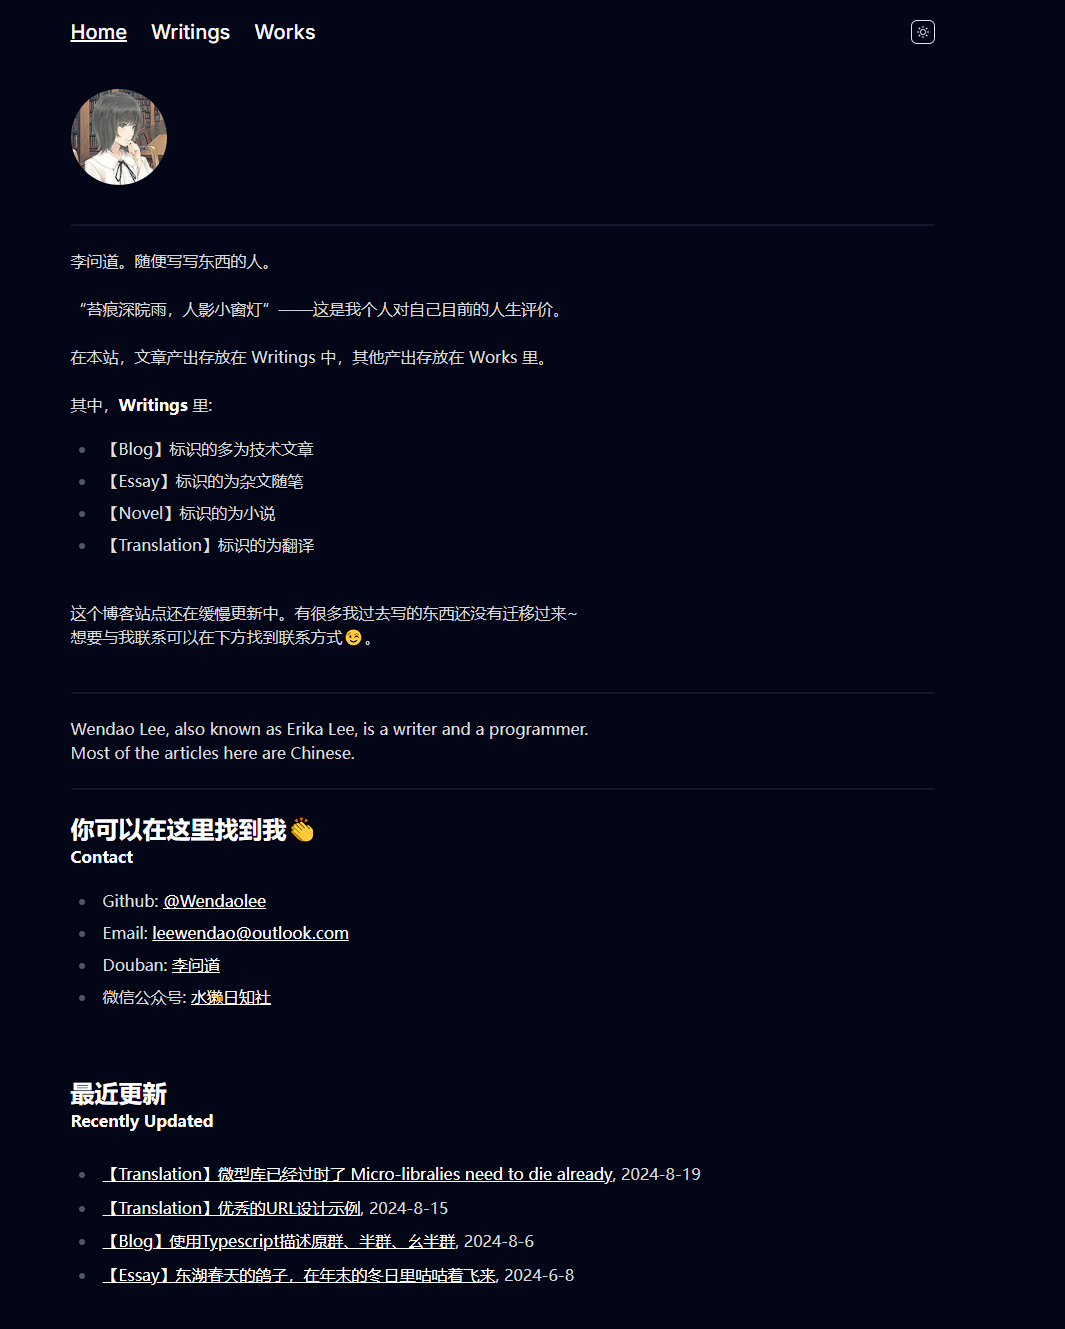 Home Writings Works
李问道。随便写写东西的人。
“苔痕深院雨，人影小窗灯”——这是我个人对自己目前的人生评价。
在本站，文章产出存放在 Writings 中，其他产出存放在 Works 里。
其中，Writings 里:
【Blog】标识的多为技术文章
【Essay】标识的为杂文随笔
【Novel】标识的为小说
【Translation】标识的为翻译
这个博客站点还在缓慢更新中。有很多我过去写的东西还没有迁移过来~
想要与我联系可以在下方找到联系方式😉。
Wendao Lee, also known as Erika Lee, is a writer and a programmer.
Most of the articles here are Chinese.
你可以在这里找到我👏
Contact
Github: @Wendaolee
Email: leewendao@outlook.com
Douban: 李问道
微信公众号: 水獭日知社
最近更新
Recently Updated
【Translation】微型库已经过时了 Micro-libralies need to die already, 2024-8-19
【Translation】优秀的URL设计示例, 2024-8-15
【Blog】使用Typescript描述原群、半群、幺半群, 2024-8-6
【Essay】东湖春天的鸽子，在年末的冬日里咕咕着飞来, 2024-6-8